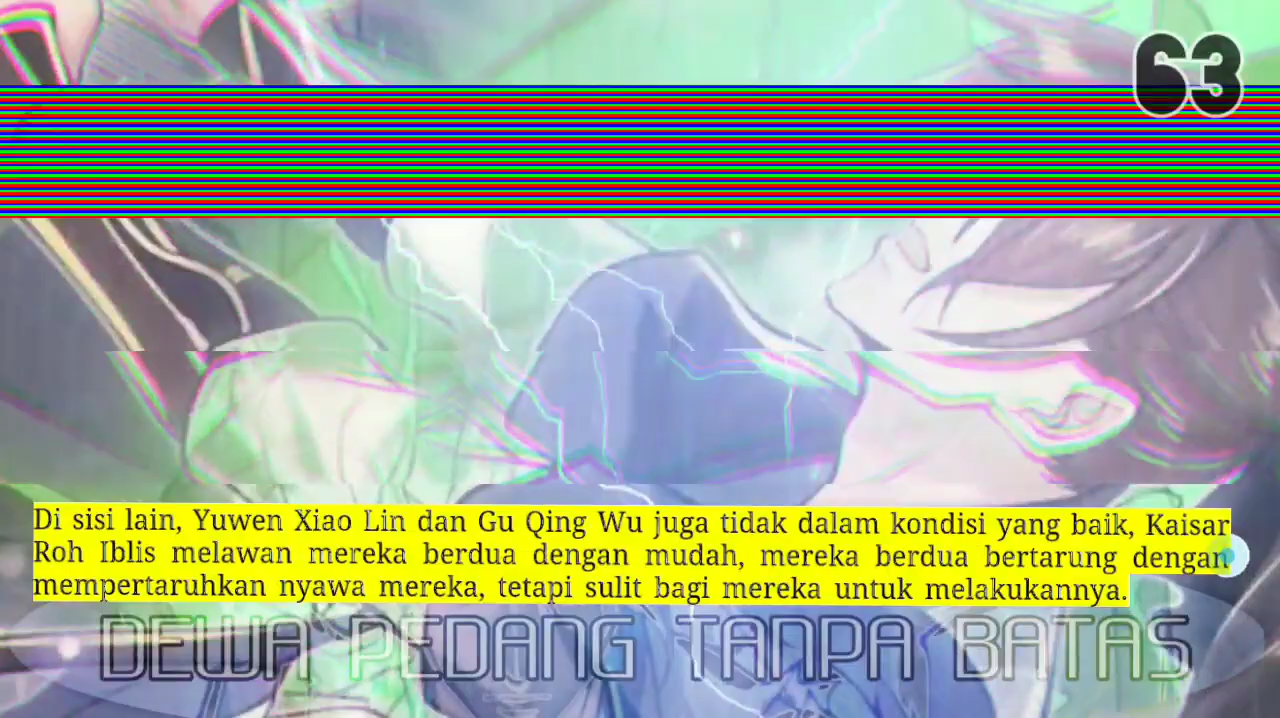 63
Di sisi lain, Yuwen Xiao Lin dan Gu Qing Wu juga tidak dalam kondisi yang baik, Kaisar
Roh Iblis melawan mereka berdua dengan mudah, mereka berdua bertarung dengan
mempertaruhkan nyawa mereka, tetapi sulit bagi mereka untuk melakukannya.
DEWA PEDANG TANPA BATAS